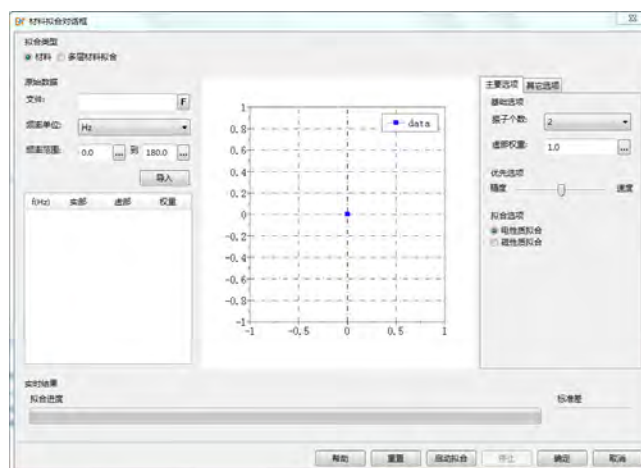 材料拟合对话框
拟合类型
材料 多层材料拟合
原始数据
文件: F
频率单位: Hz
频率范围: 0.0 ... 到 180.0 ...
导入
f(Hz) 实部 虚部 权重
data
1
0.8
0.6
0.4
0.2
0
-0.2
-0.4
-0.6
-0.8
-1
-1 -0.5 0 0.5 1
主要选项 其它选项
基础选项
振子个数: 2
虚部权重: 1.0 ...
优先选项
精度 速度
拟合选项
电性质拟合
磁性质拟合
实时结果
拟合进度 标准差
帮助 重置 启动拟合 停止 确定 取消